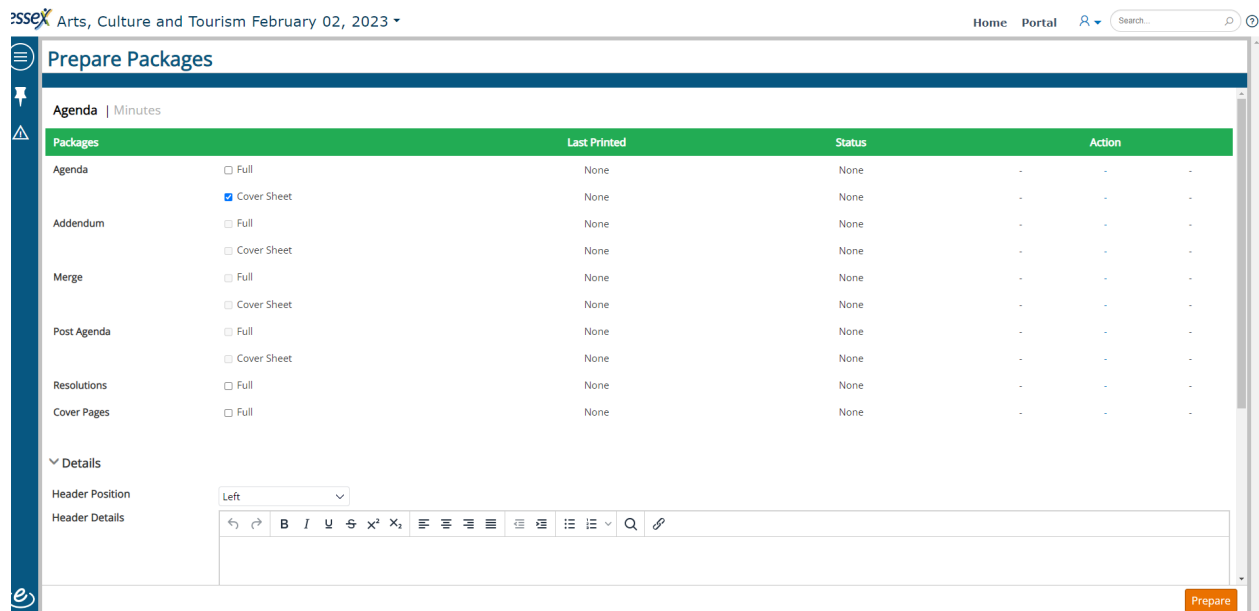 essex Arts, Culture and Tourism February 02, 2023 Home Portal Search...
Prepare Packages
Agenda | Minutes
Packages Last Printed Status Action
Agenda Full None None - - -
Cover Sheet None None - - -
Addendum Full None None - - -
Cover Sheet None None - - -
Merge Full None None - - -
Cover Sheet None None - - -
Post Agenda Full None None - - -
Cover Sheet None None - - -
Resolutions Full None None - - -
Cover Pages Full None None - - -
Details
Header Position Left
Header Details
B I U S X² X₂
Prepare